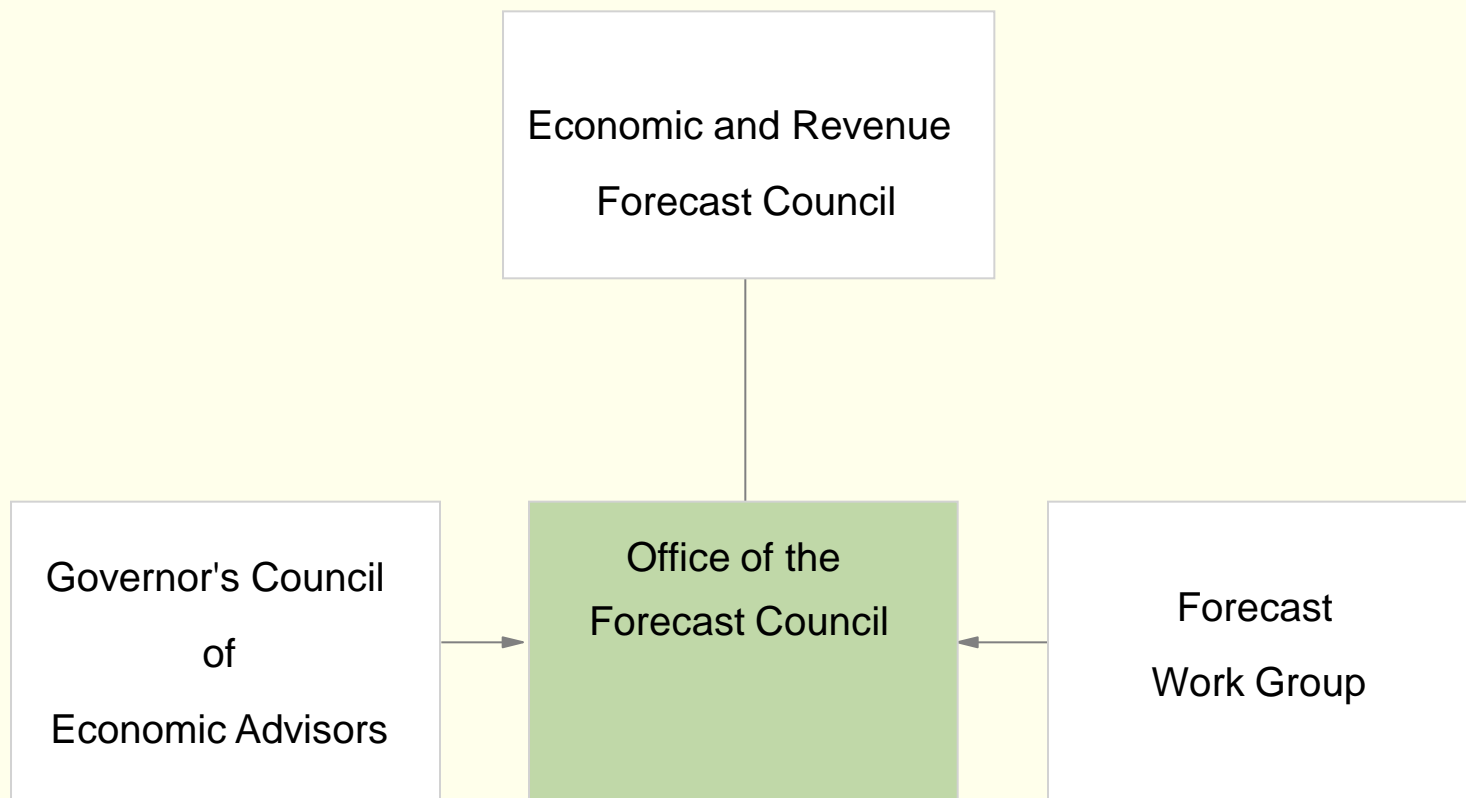 Economic and Revenue
Forecast Council
Governor's Council
of
Economic Advisors
Office of the
Forecast Council
Forecast
Work Group